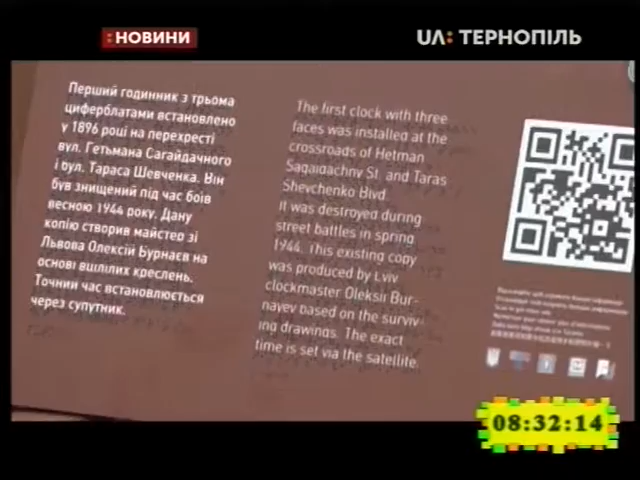 :НОВИНИ
UA: ТЕРНОПІЛЬ
Перший годинник з трьома
циферблатами встановлено
у 1896 році на перехресті
вул. Гетьмана Сагайдачного
і бул. Тараса Шевченка. Він
був знищений під час боїв
весною 1944 року. Дану
копію створив майстер зі
Львова Олексій Бурнаєв на
основі вцілілих креслень.
Точний час встановлюється
через супутник.
The first clock with three
faces was installed at the
crossroads of Hetman
Sagaidachny St. and Taras
Shevchenko Blvd.
It was destroyed during
street battles in spring
1944. This existing copy
was produced by Lviv
clockmaster Oleksii Bur-
nayev based on the surviv-
ing drawings. The exact
time is set via the satellite.
08:32:14